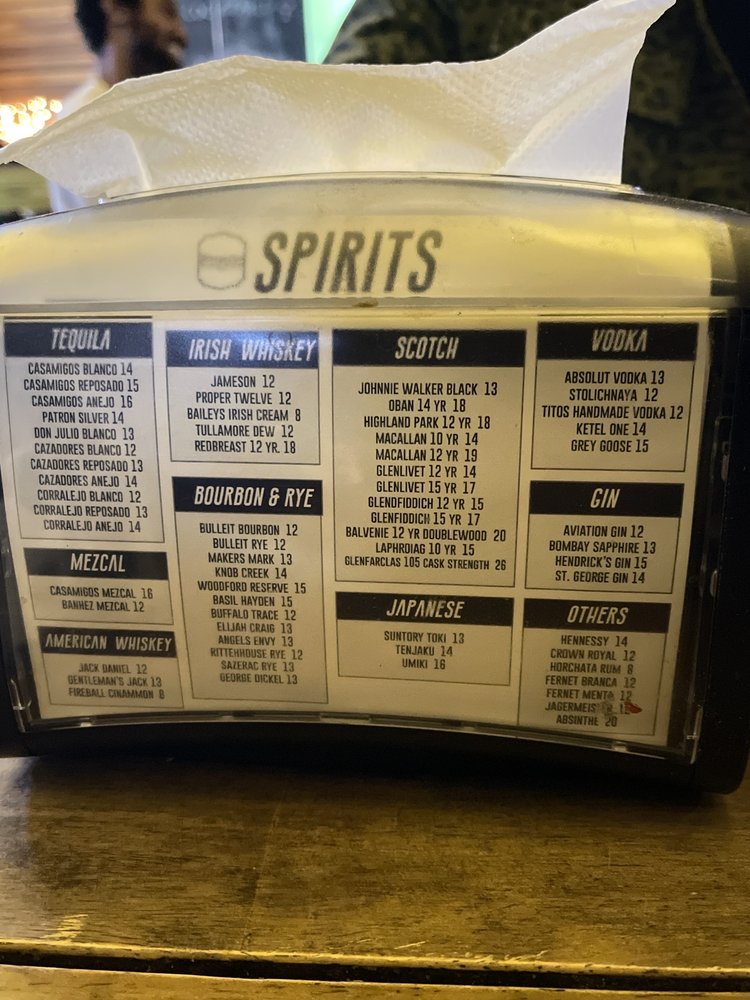 SPIRITS
TEQUILA
CASAMIGOS BLANCO 14
CASAMIGOS REPOSADO 15
CASAMIGOS ANEJO 16
PATRON SILVER 14
DON JULIO BLANCO 13
CAZADORES BLANCO 12
CAZADORES REPOSADO 13
CAZADORES ANEJO 14
CORRALEJO BLANCO 12
CORRALEJO REPOSADO 13
CORRALEJO ANEJO 14
MEZCAL
CASAMIGOS MEZCAL 16
BANHEZ MEZCAL 12
AMERICAN WHISKEY
JACK DANIEL 12
GENTLEMAN'S JACK 13
FIREBALL CINAMMON 8
IRISH WHISKEY
JAMESON 12
PROPER TWELVE 12
BAILEYS IRISH CREAM 8
TULLAMORE DEW 12
REDBREAST 12 YR. 18
BOURBON & RYE
BULLEIT BOURBON 12
BULLEIT RYE 12
MAKERS MARK 13
KNOB CREEK 14
WOODFORD RESERVE 15
BASIL HAYDEN 15
BUFFALO TRACE 12
ELIJAH CRAIG 13
ANGELS ENVY 13
RITTEHHOUSE RYE 12
SAZERAC RYE 13
GEORGE DICKEL 13
SCOTCH
JOHNNIE WALKER BLACK 13
OBAN 14 YR 18
HIGHLAND PARK 12 YR 18
MACALLAN 10 YR 14
MACALLAN 12 YR 19
GLENLIVET 12 YR 14
GLENLIVET 15 YR 17
GLENDFIDDICH 12 YR 15
GLENFIDDICH 15 YR 17
BALVENIE 12 YR DOUBLEWOOD 20
LAPHRDIAG 10 YR 15
GLENFARCLAS 105 CASK STRENGTH 26
JAPANESE
SUNTORY TOKI 13
TENJAKU 14
UMIKI 16
VODKA
ABSOLUT VODKA 13
STOLICHNAYA 12
TITOS HANDMADE VODKA 12
KETEL ONE 14
GREY GOOSE 15
GIN
AVIATION GIN 12
BOMBAY SAPPHIRE 13
HENDRICK'S GIN 15
ST. GEORGE GIN 14
OTHERS
HENNESSY 14
CROWN ROYAL 12
HORCHATA RUM 8
FERNET BRANCA 12
FERNET MENTA 12
ABSINTHE 20